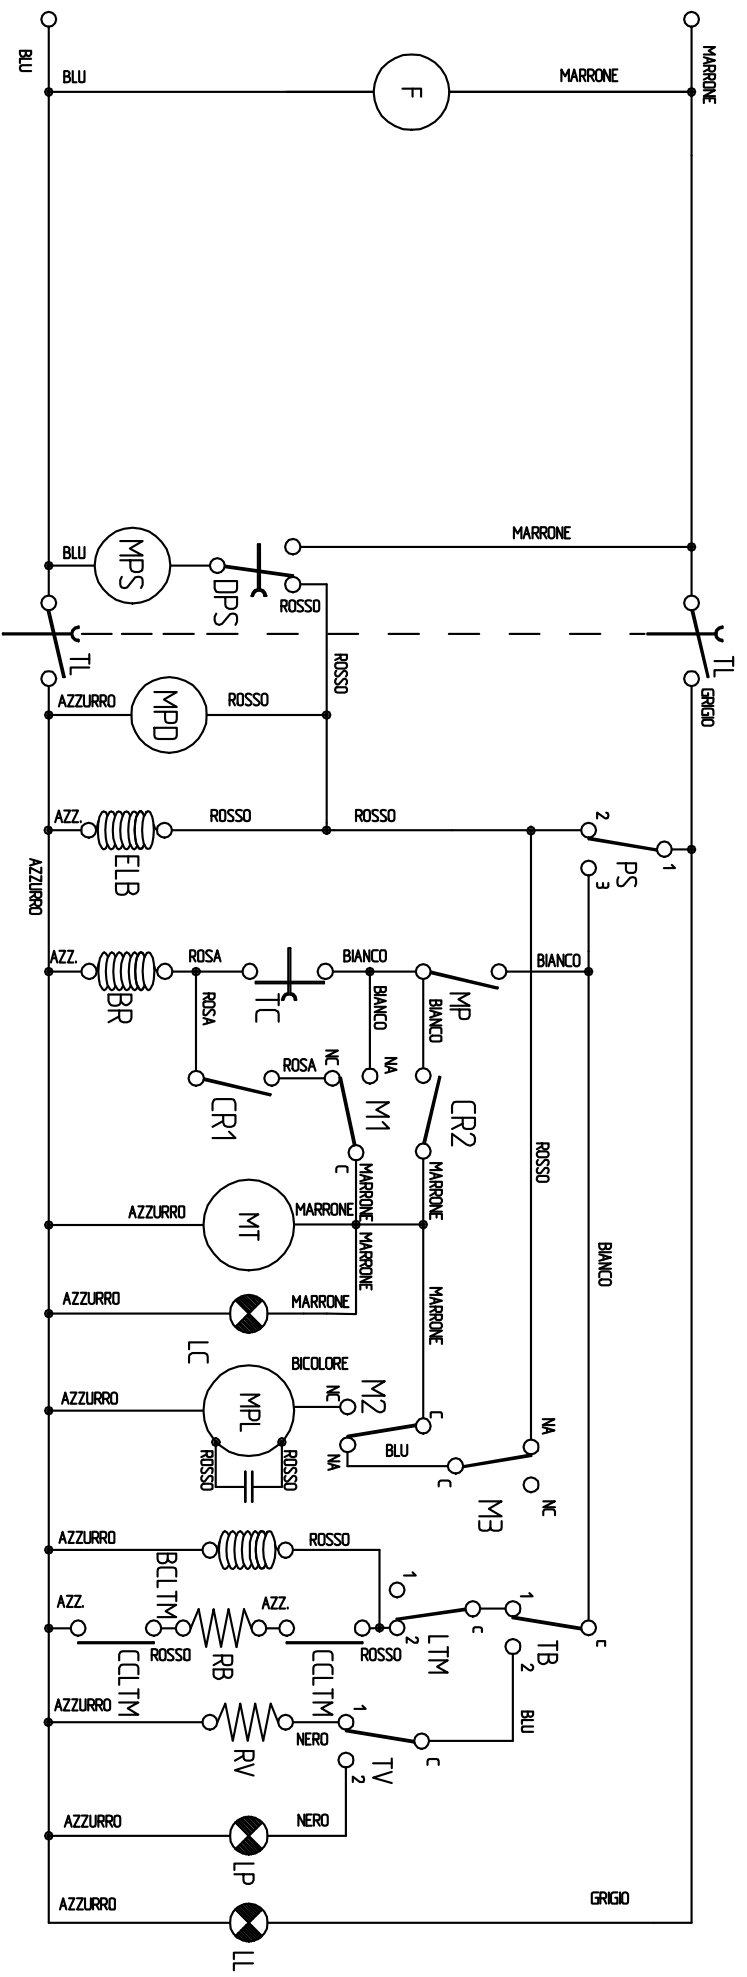 BLU
MARRONE
BLU
F
MARRONE
MARRONE
BLU
MPS
DPS
ROSSO
TL
TL
ROSSO
GRIGIO
AZZURRO
MPD
ROSSO
AZZ.
ROSSO
ROSSO
2
1
ELB
PS
3
AZZURRO
AZZ.
ROSA
BIANCO
BIANCO
BR
ROSA
TC
BIANCO
BIANCO
MP
ROSA
NC
NA
CR1
M1
CR2
C
ROSSO
MARRONE
MARRONE
AZZURRO
MT
MARRONE
MARRONE
BIANCO
AZZURRO
MARRONE
MARRONE
LC
BICOLORE
AZZURRO
MPL
NC
M2
C
NA
ROSSO
ROSSO
NA
BLU
C
M3
NC
AZZURRO
ROSSO
BCLTM
1
AZZ.
AZZ.
1
C
2
C
ROSSO
ROSSO
CCLTM
RB
CCLTM
LTM
2
TB
AZZURRO
1
BLU
RV
NERO
C
TV
2
AZZURRO
NERO
LP
AZZURRO
GRIGIO
LL